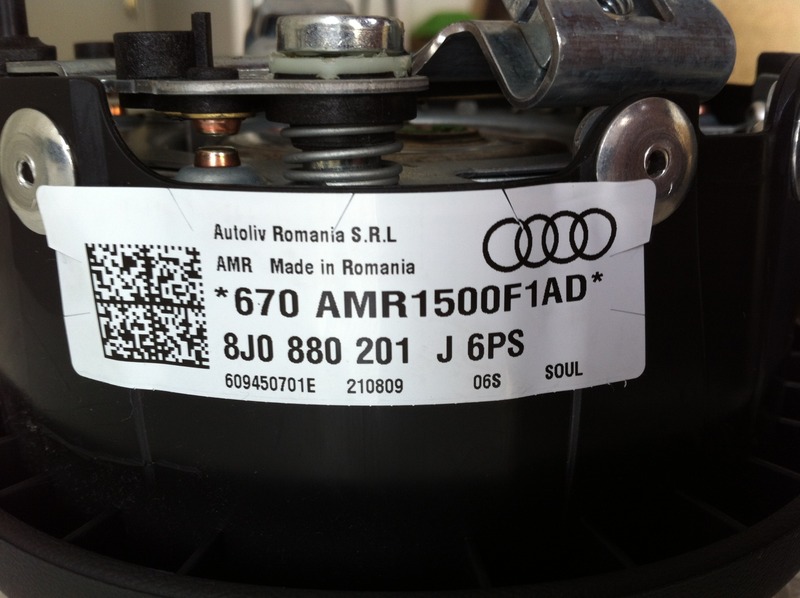 Autoliv Romania S.R.L
AMR Made in Romania
*670 AMR1500F1AD*
8J0 880 201 J 6PS
609450701E 210809 06S SOUL